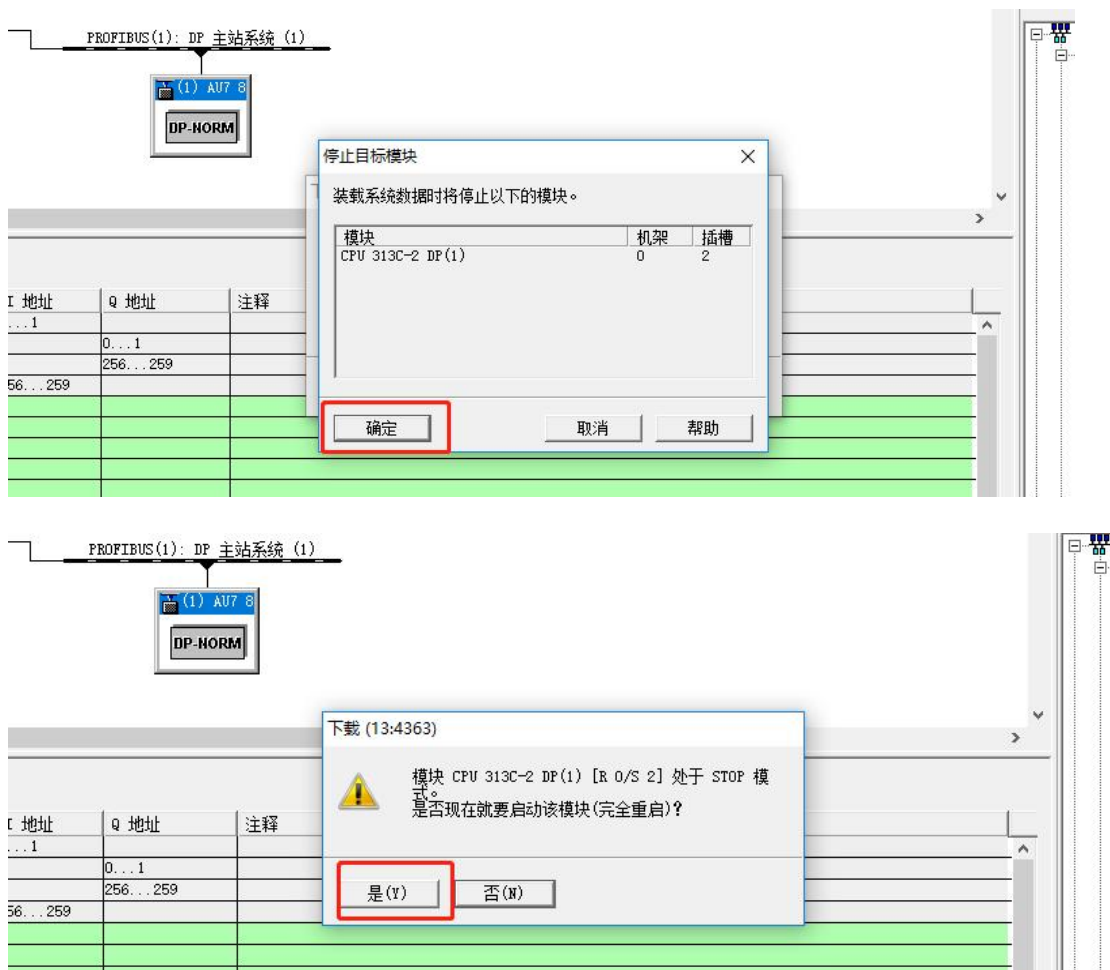 PROFIBUS(1): DP 主站系统 (1)
(1) AU7 8
DP-NORM
停止目标模块
装载系统数据时将停止以下的模块。
模块 机架 插槽
CPU 313C-2 DP(1) 0 2
I 地址 Q 地址 注释
...1
0...1
256...259
56...259
确定 取消 帮助
PROFIBUS(1): DP 主站系统 (1)
(1) AU7 8
DP-NORM
下载 (13:4363)
模块 CPU 313C-2 DP(1) [R 0/S 2] 处于 STOP 模
式。
是否现在就要启动该模块(完全重启)?
I 地址 Q 地址 注释
...1
0...1
256...259
56...259
是(Y) 否(N)